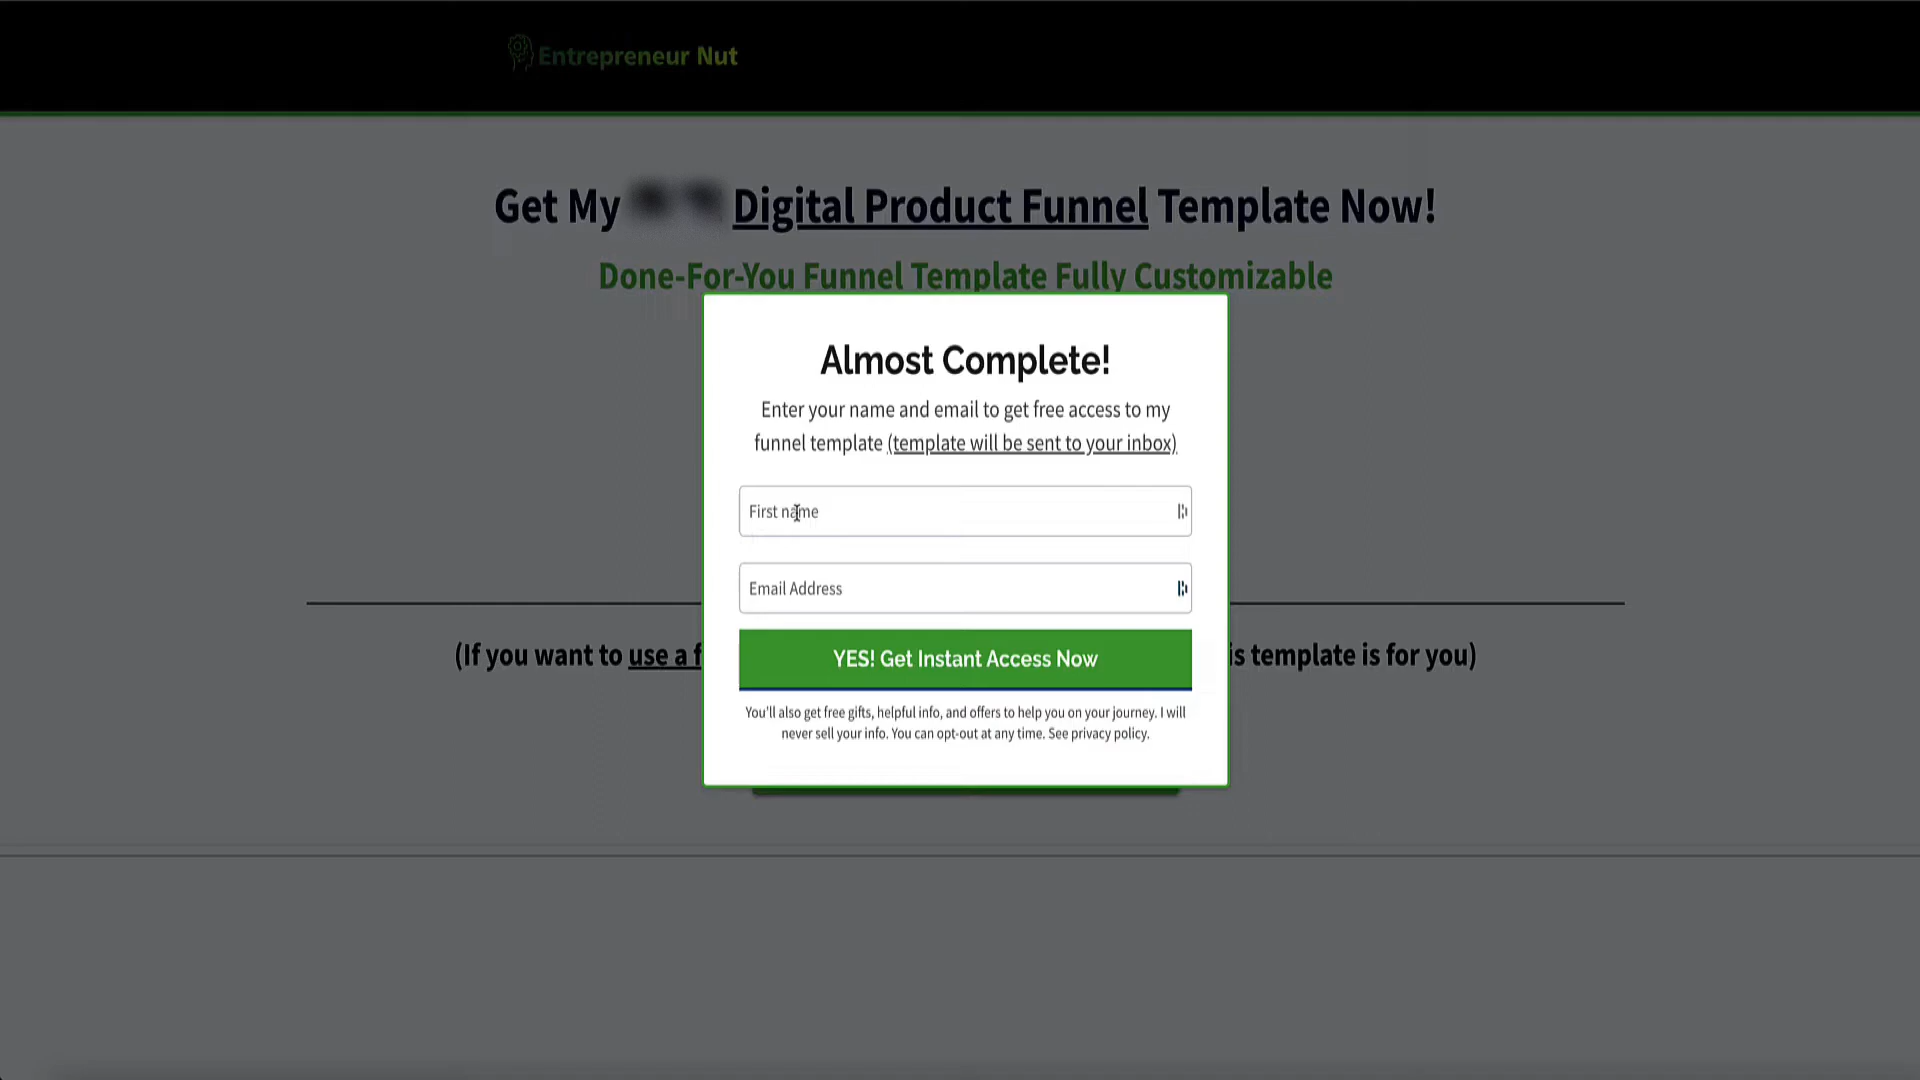 Entrepreneur Nut
Get My Digital Product Funnel Template Now!
Done-For-You Funnel Template Fully Customizable
Almost Complete!
Enter your name and email to get free access to my
funnel template (template will be sent to your inbox)
First name
Email Address
(If you want to use a f is template is for you)
YES! Get Instant Access Now
You'll also get free gifts, helpful info, and offers to help you on your journey. I will
never sell your info. You can opt-out at any time. See privacy policy.